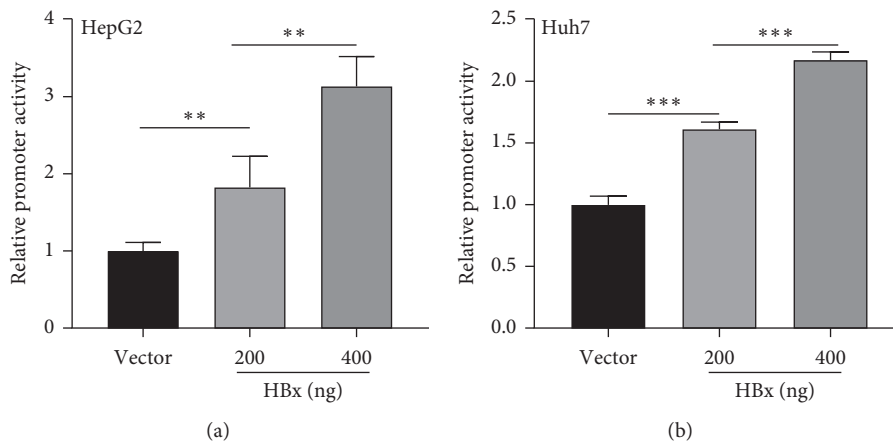 HepG2
Relative promoter activity
4
3
2
1
0
**
**
Vector
200
400
HBx (ng)
(a)
Huh7
Relative promoter activity
2.5
2.0
1.5
1.0
0.5
0.0
***
***
Vector
200
400
HBx (ng)
(b)